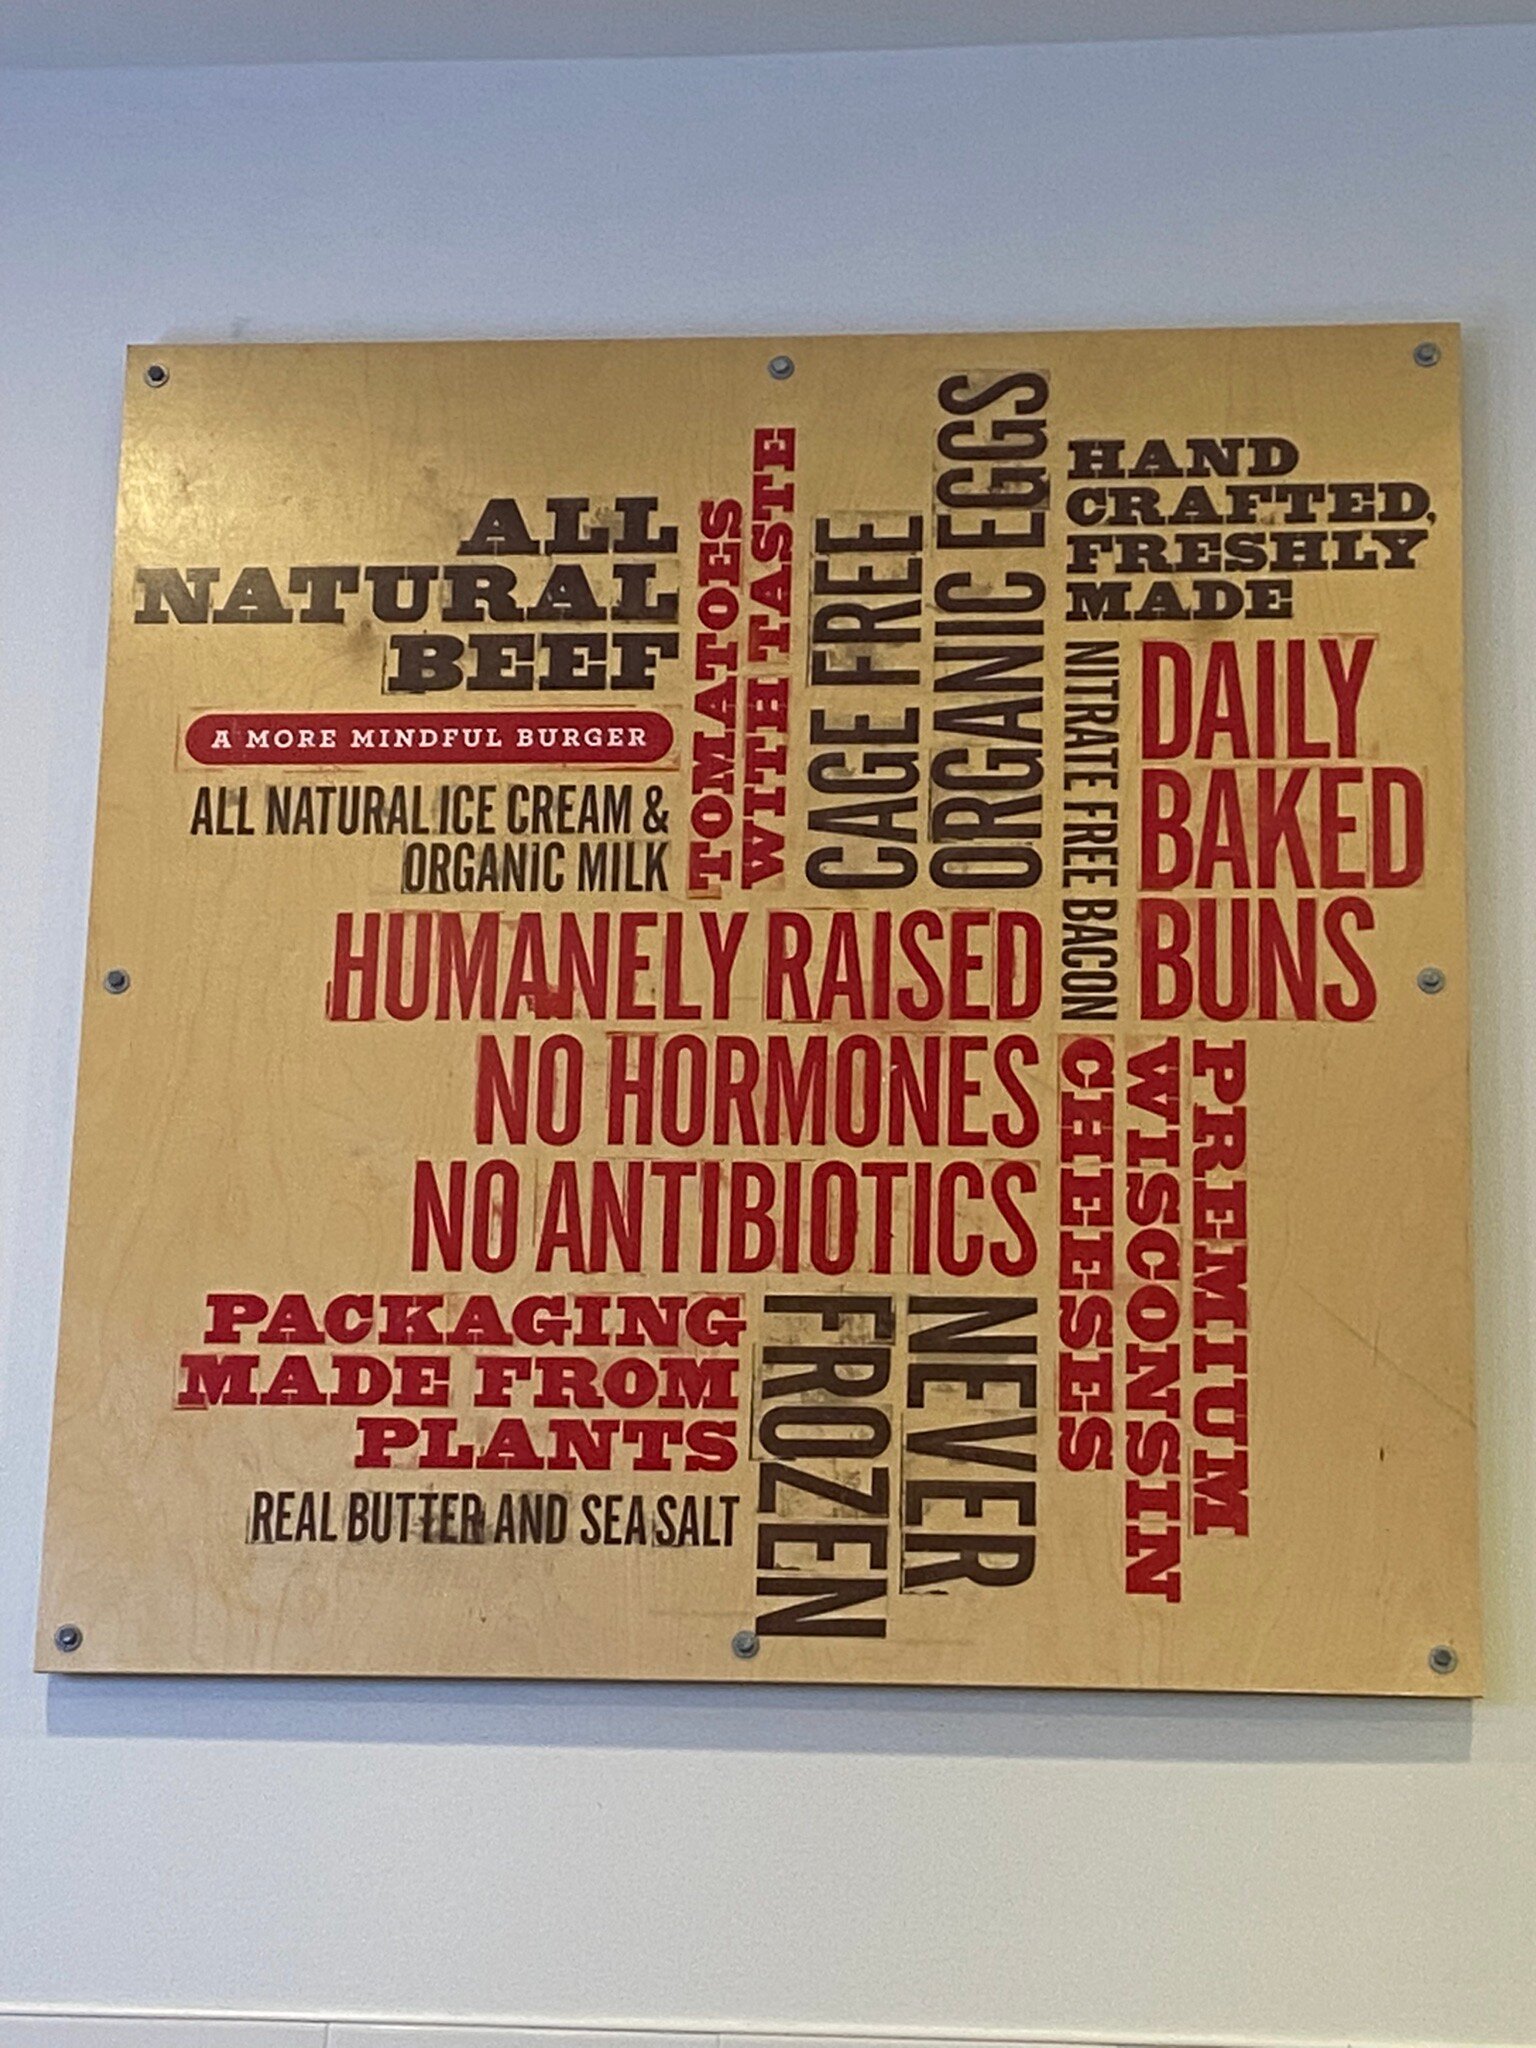 ALL
NATURAL
BEEF
A MORE MINDFUL BURGER
ALL NATURAL ICE CREAM &
ORGANIC MILK
TOMATOES
WITH TASTE
CAGE FREE
ORGANIC EGGS
HAND
CRAFTED,
FRESHLY
MADE
NITRATE FREE BACON
DAILY
BAKED
BUNS
HUMANELY RAISED
NO HORMONES
NO ANTIBIOTICS
PREMIUM
WISCONSIN
CHEESES
PACKAGING
MADE FROM
PLANTS
REAL BUTTER AND SEA SALT
NEVER
FROZEN